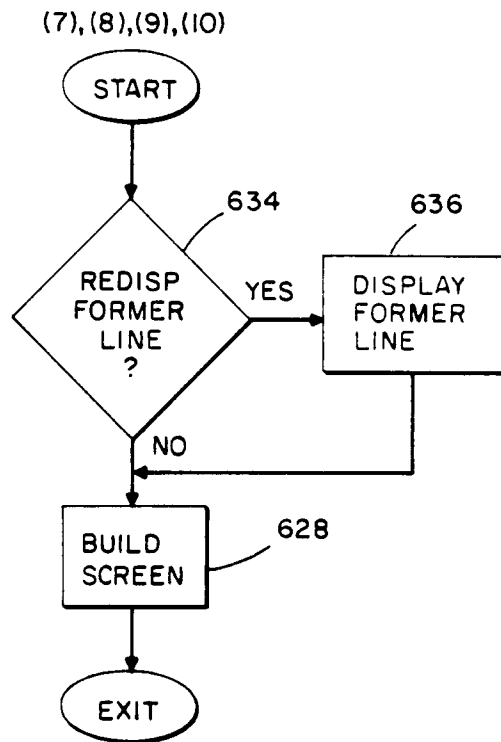 (7),(8),(9),(10)
START
634
REDISP
FORMER
LINE
?
YES
636
DISPLAY
FORMER
LINE
NO
BUILD
SCREEN
628
EXIT